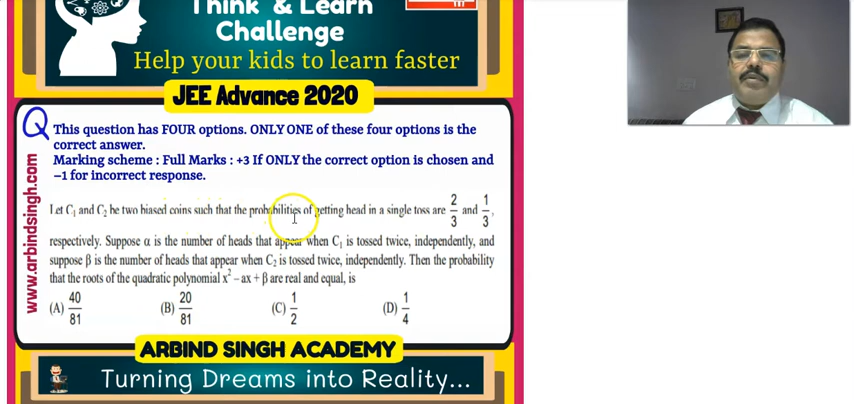 Think & Learn
Challenge
Help your kids to learn faster
JEE Advance 2020
Q
This question has FOUR options. ONLY ONE of these four options is the
correct answer.
Marking scheme : Full Marks : +3 If ONLY the correct option is chosen and
–1 for incorrect response.
Let C₁ and C₂ be two biased coins such that the probabilities of getting head in a single toss are 2/3 and 1/3,
respectively. Suppose α is the number of heads that appear when C₁ is tossed twice, independently, and
suppose β is the number of heads that appear when C₂ is tossed twice, independently. Then the probability
that the roots of the quadratic polynomial x² – αx + β are real and equal, is
(A) 40/81 (B) 20/81 (C) 1/2 (D) 1/4
www.arbindsingh.com
ARBIND SINGH ACADEMY
Turning Dreams into Reality...